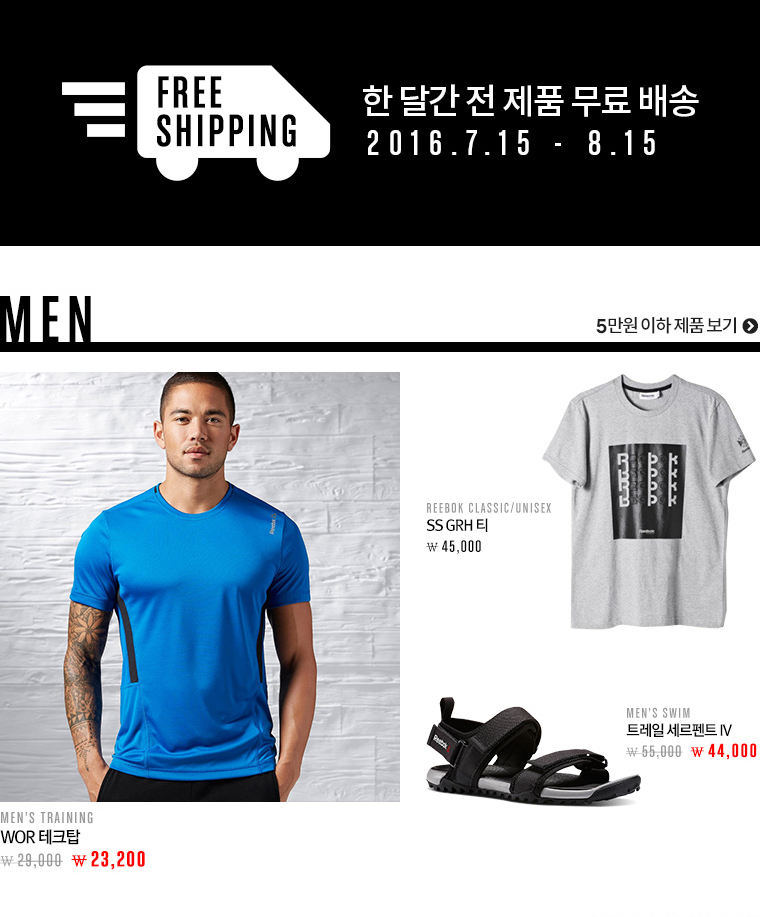 FREE
SHIPPING
한 달간 전 제품 무료 배송
2016.7.15 - 8.15
MEN
5만원 이하 제품 보기
Reebok
REEBOK CLASSIC/UNISEX
SS GRH 티
₩ 45,000
Reebok
MEN'S SWIM
트레일 세르펜트 IV
₩ 55,000 ₩ 44,000
MEN'S TRAINING
WOR 테크탑
₩ 29,000 ₩ 23,200